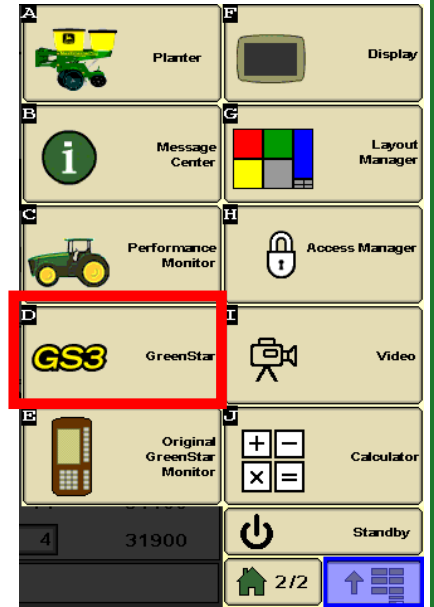 A
Planter
F
Display
B
i
Message
Center
G
Layout
Manager
C
Performance
Monitor
H
Access Manager
D
GS3
GreenStar
I
Video
E
Original
GreenStar
Monitor
J
Calculator
4
31900
Standby
2/2